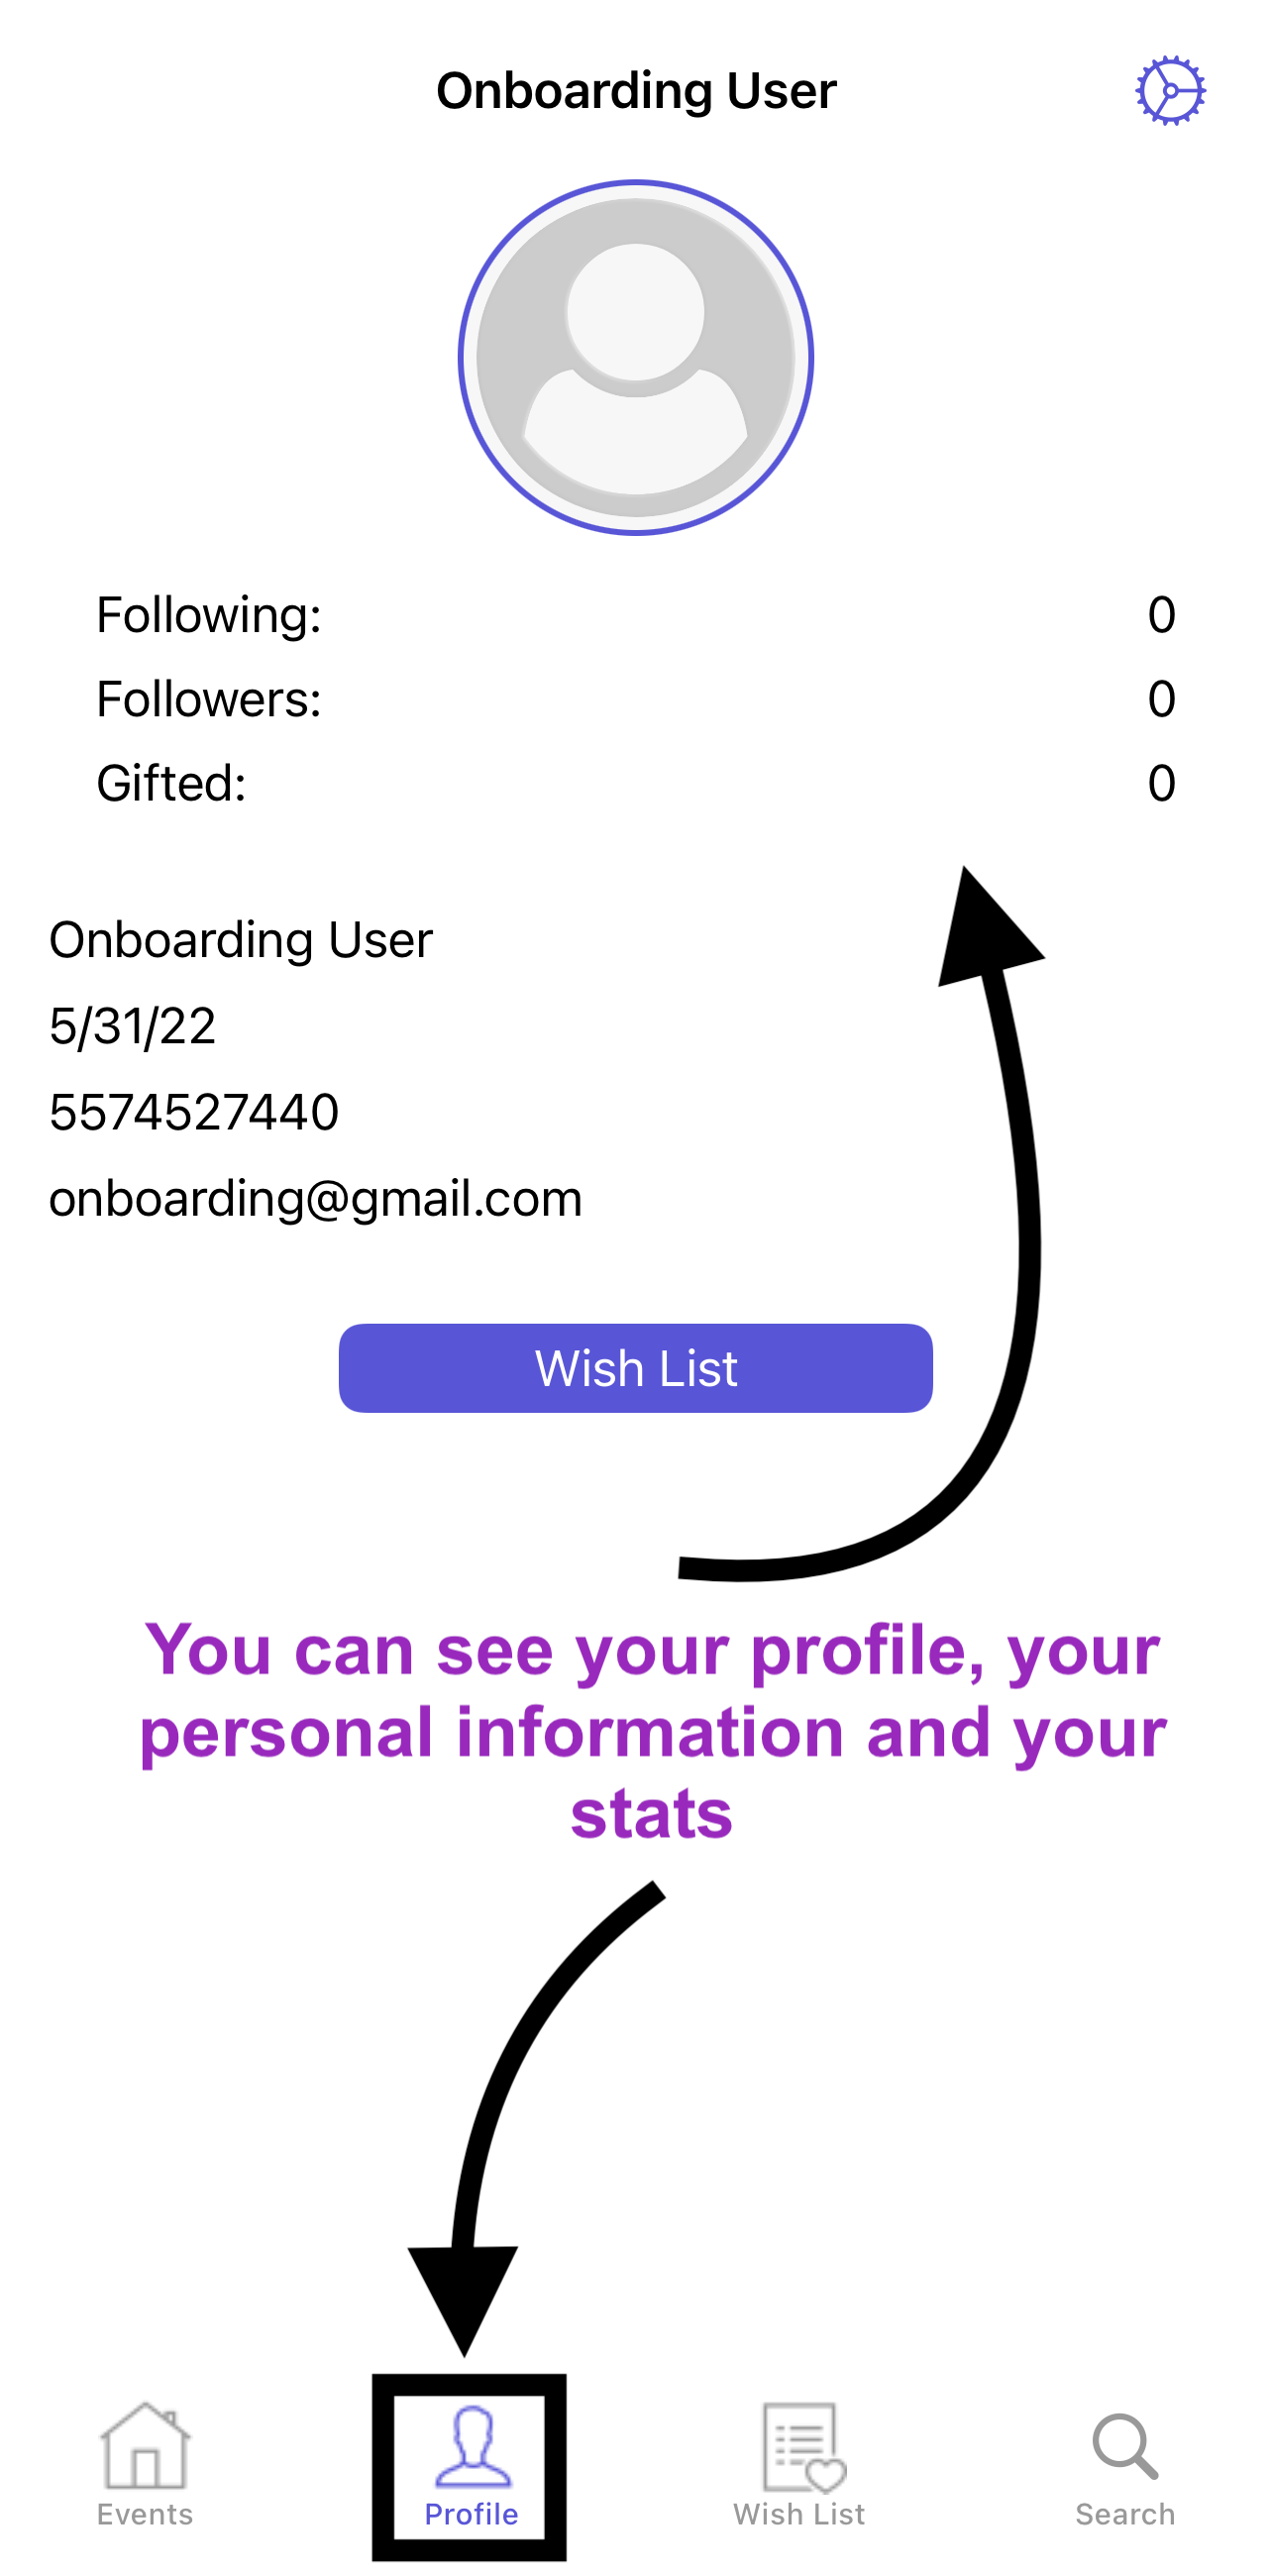 Onboarding User
Following: 0
Followers: 0
Gifted: 0
Onboarding User
5/31/22
5574527440
onboarding@gmail.com
Wish List
You can see your profile, your
personal information and your
stats
Events Profile Wish List Search